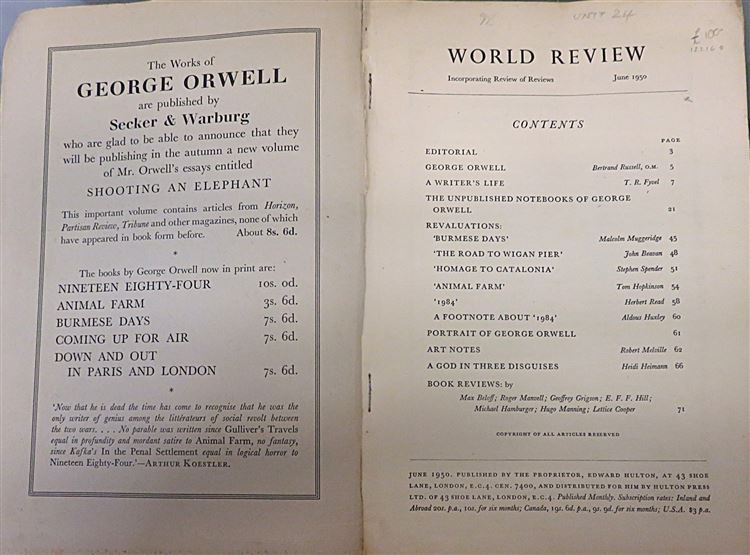 The Works of
GEORGE ORWELL
are published by
Secker & Warburg
who are glad to be able to announce that they
will be publishing in the autumn a new volume
of Mr. Orwell's essays entitled
SHOOTING AN ELEPHANT
This important volume contains articles from Horizon,
Partisan Review, Tribune and other magazines, none of which
have appeared in book form before. About 8s. 6d.
*
The books by George Orwell now in print are:
NINETEEN EIGHTY-FOUR 10s. 0d.
ANIMAL FARM 3s. 6d.
BURMESE DAYS 7s. 6d.
COMING UP FOR AIR 7s. 6d.
DOWN AND OUT
IN PARIS AND LONDON 7s. 6d.
*
'Now that he is dead the time has come to recognise that he was the
only writer of genius among the littérateurs of social revolt between
the two wars. . . . No parable was written since Gulliver's Travels
equal in profundity and mordant satire to Animal Farm, no fantasy,
since Kafka's In the Penal Settlement equal in logical horror to
Nineteen Eighty-Four.'—ARTHUR KOESTLER.
UNIT 24
£100
WORLD REVIEW
Incorporating Review of Reviews June 1950
CONTENTS
PAGE
EDITORIAL 3
GEORGE ORWELL Bertrand Russell, O.M. 5
A WRITER'S LIFE T. R. Fyvel 7
THE UNPUBLISHED NOTEBOOKS OF GEORGE
ORWELL 21
REVALUATIONS:
'BURMESE DAYS' Malcolm Muggeridge 45
'THE ROAD TO WIGAN PIER' John Beavan 48
'HOMAGE TO CATALONIA' Stephen Spender 51
'ANIMAL FARM' Tom Hopkinson 54
'1984' Herbert Read 58
A FOOTNOTE ABOUT '1984' Aldous Huxley 60
PORTRAIT OF GEORGE ORWELL 61
ART NOTES Robert Melville 62
A GOD IN THREE DISGUISES Heidi Heimann 66
BOOK REVIEWS: by
Max Beloff; Roger Manvell; Geoffrey Grigson; E. F. F. Hill;
Michael Hamburger; Hugo Manning; Lettice Cooper 71
COPYRIGHT OF ALL ARTICLES RESERVED
JUNE 1950. PUBLISHED BY THE PROPRIETOR, EDWARD HULTON, AT 43 SHOE
LANE, LONDON, E.C.4. CEN. 7400, AND DISTRIBUTED FOR HIM BY HULTON PRESS
LTD. OF 43 SHOE LANE, LONDON, E.C.4. Published Monthly. Subscription rates: Inland and
Abroad 20s. p.a., 10s. for six months; Canada, 19s. 6d. p.a., 9s. 9d. for six months; U.S.A. $3 p.a.